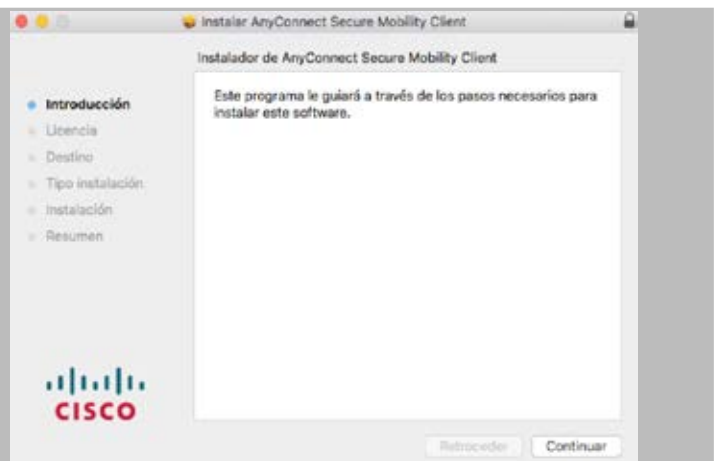 Instalar AnyConnect Secure Mobility Client
Instalador de AnyConnect Secure Mobility Client
Introducción
Licencia
Destino
Tipo instalación
Instalación
Resumen
Este programa le guiará a través de los pasos necesarios para
instalar este software.
CISCO
Retroceder
Continuar